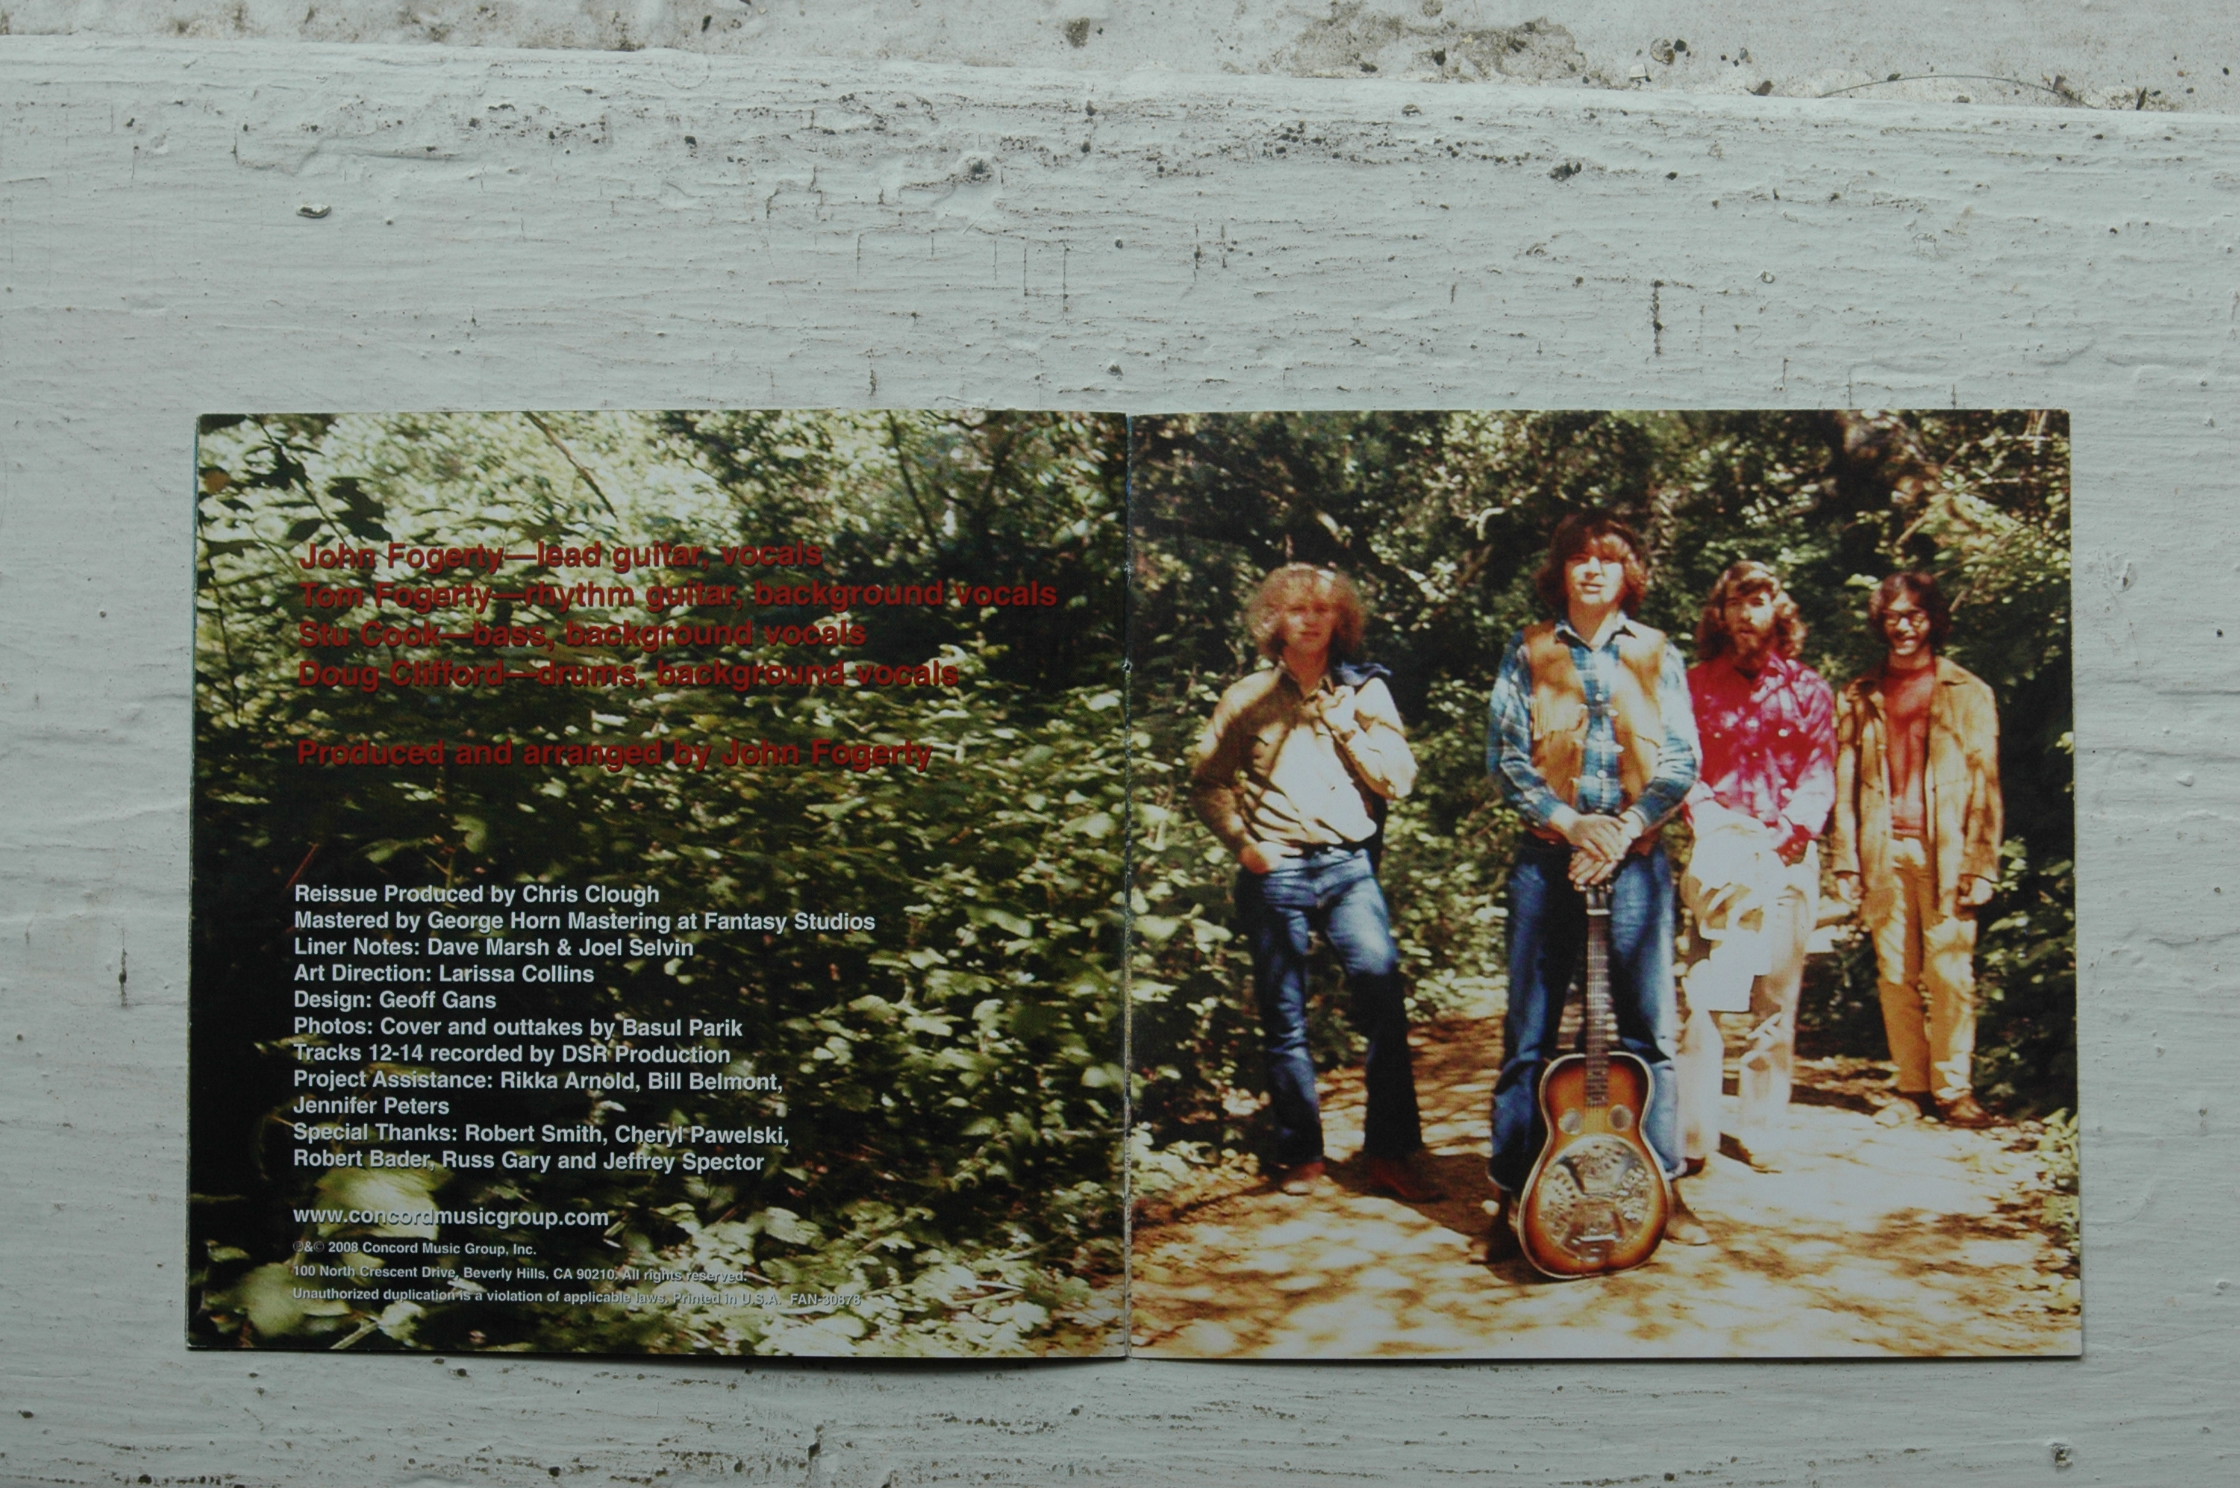 John Fogerty—lead guitar, vocals
Tom Fogerty—rhythm guitar, background vocals
Stu Cook—bass, background vocals
Doug Clifford—drums, background vocals
Produced and arranged by John Fogerty
Reissue Produced by Chris Clough
Mastered by George Horn Mastering at Fantasy Studios
Liner Notes: Dave Marsh & Joel Selvin
Art Direction: Larissa Collins
Design: Geoff Gans
Photos: Cover and outtakes by Basul Parik
Tracks 12-14 recorded by DSR Production
Project Assistance: Rikka Arnold, Bill Belmont,
Jennifer Peters
Special Thanks: Robert Smith, Cheryl Pawelski,
Robert Bader, Russ Gary and Jeffrey Spector
www.concordmusicgroup.com
℗&© 2008 Concord Music Group, Inc.
100 North Crescent Drive, Beverly Hills, CA 90210. All rights reserved.
Unauthorized duplication is a violation of applicable laws. Printed in U.S.A. FAN-30878